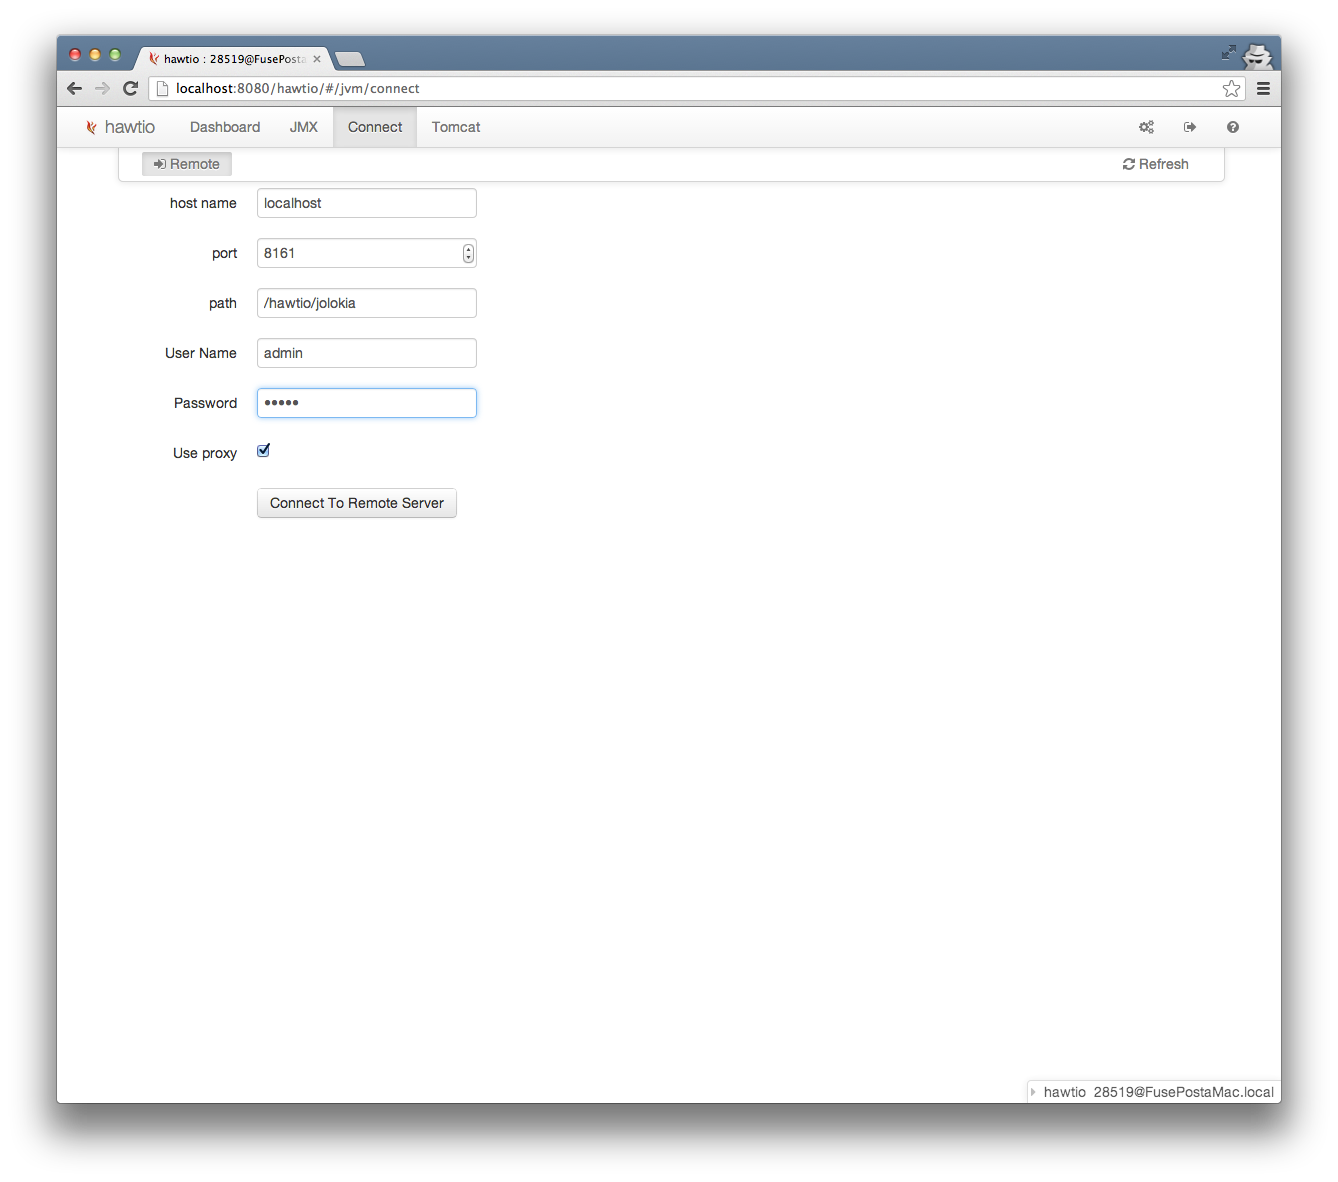 hawtio : 28519@FusePosta
localhost:8080/hawtio/#/jvm/connect
hawtio Dashboard JMX Connect Tomcat
Remote Refresh
host name localhost
port 8161
path /hawtio/jolokia
User Name admin
Password •••••
Use proxy
Connect To Remote Server
hawtio 28519@FusePostaMac.local